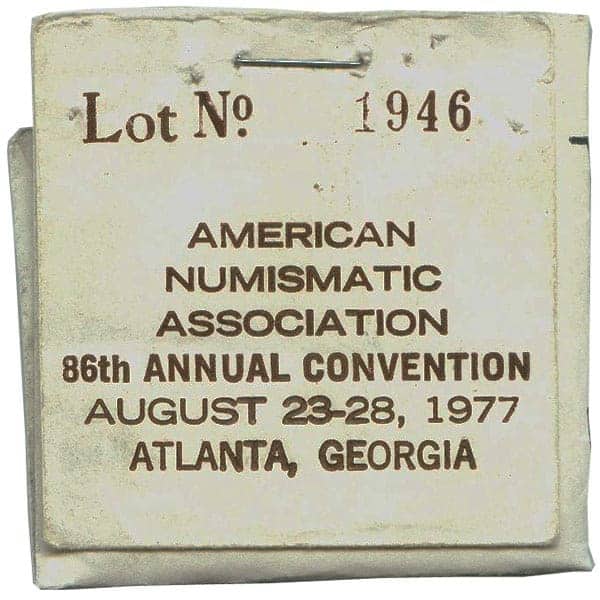 Lot No. 1946
AMERICAN
NUMISMATIC
ASSOCIATION
86th ANNUAL CONVENTION
AUGUST 23-28, 1977
ATLANTA, GEORGIA